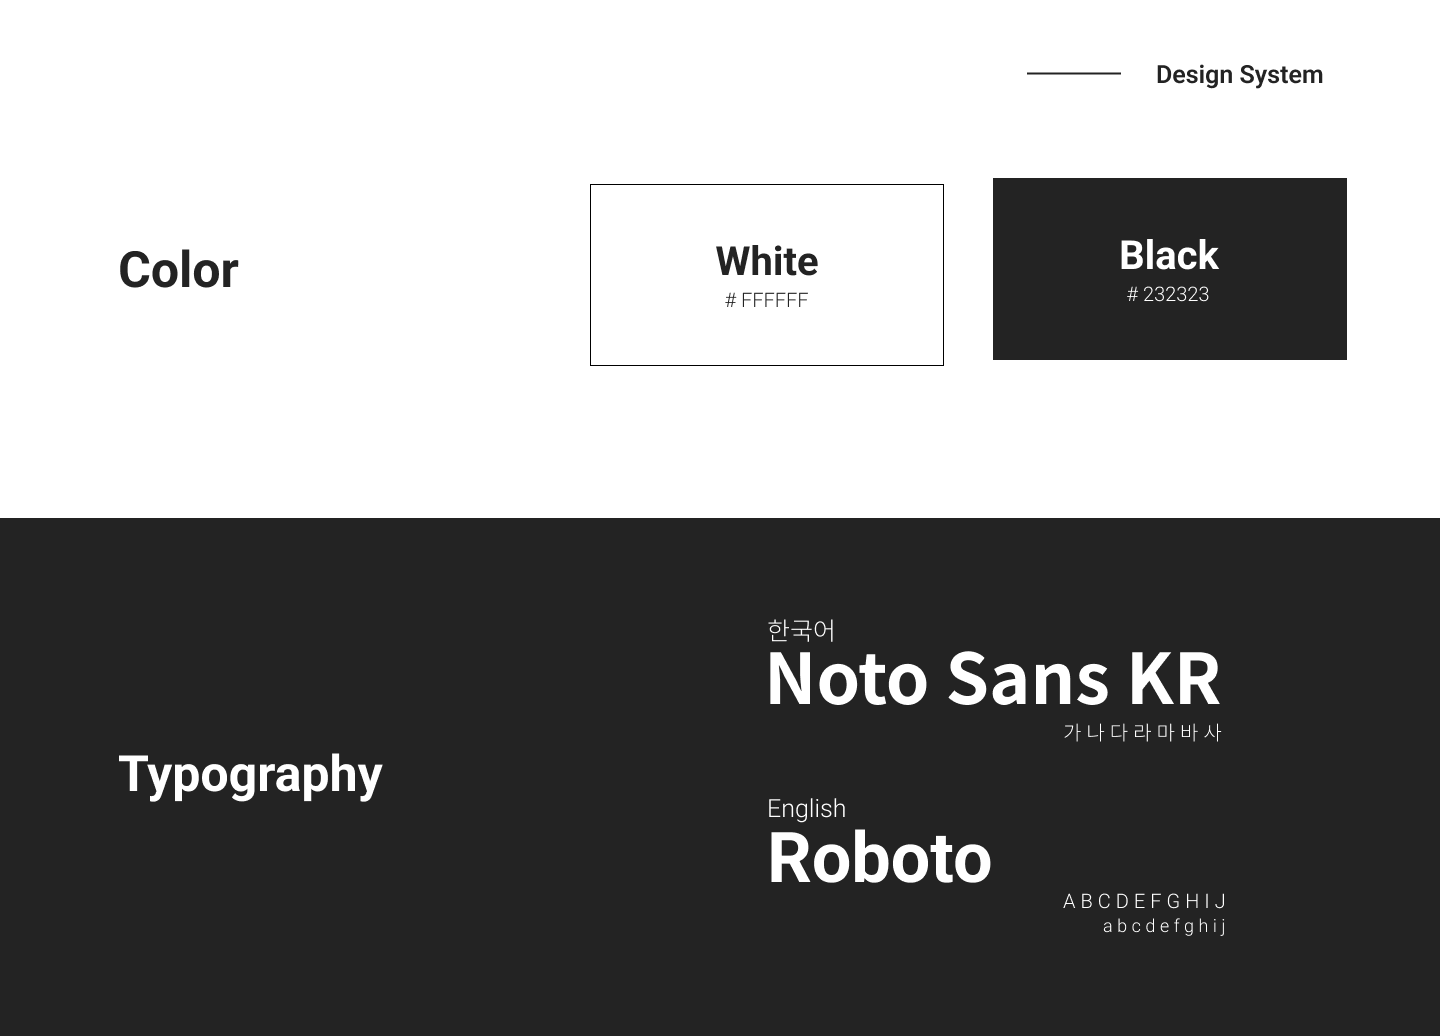 Design System
Color
White
# FFFFFF
Black
# 232323
Typography
한국어
Noto Sans KR
가 나 다 라 마 바 사
English
Roboto
A B C D E F G H I J
a b c d e f g h i j